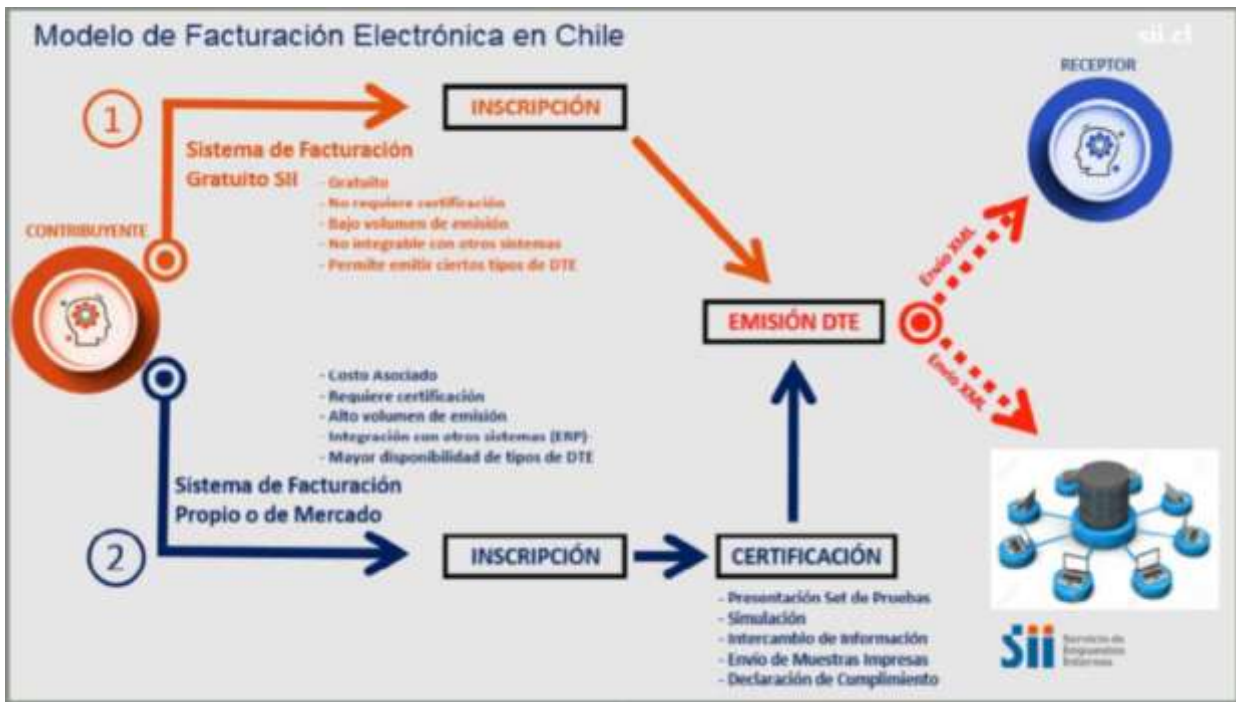 Modelo de Facturación Electrónica en Chile
sii.cl
RECEPTOR
1
INSCRIPCIÓN
Sistema de Facturación
Gratuito SII
- Gratuito
- No requiere certificación
- Bajo volumen de emisión
- No integrable con otros sistemas
- Permite emitir ciertos tipos de DTE
CONTRIBUYENTE
Envío XML
EMISIÓN DTE
Envío XML
- Costo Asociado
- Requiere certificación
- Alto volumen de emisión
- Integración con otros sistemas (ERP)
- Mayor disponibilidad de tipos de DTE
Sistema de Facturación
Propio o de Mercado
2
INSCRIPCIÓN
CERTIFICACIÓN
- Presentación Set de Pruebas
- Simulación
- Intercambio de Información
- Envío de Muestras Impresas
- Declaración de Cumplimiento
Sii
Servicio de
Impuestos
Internos